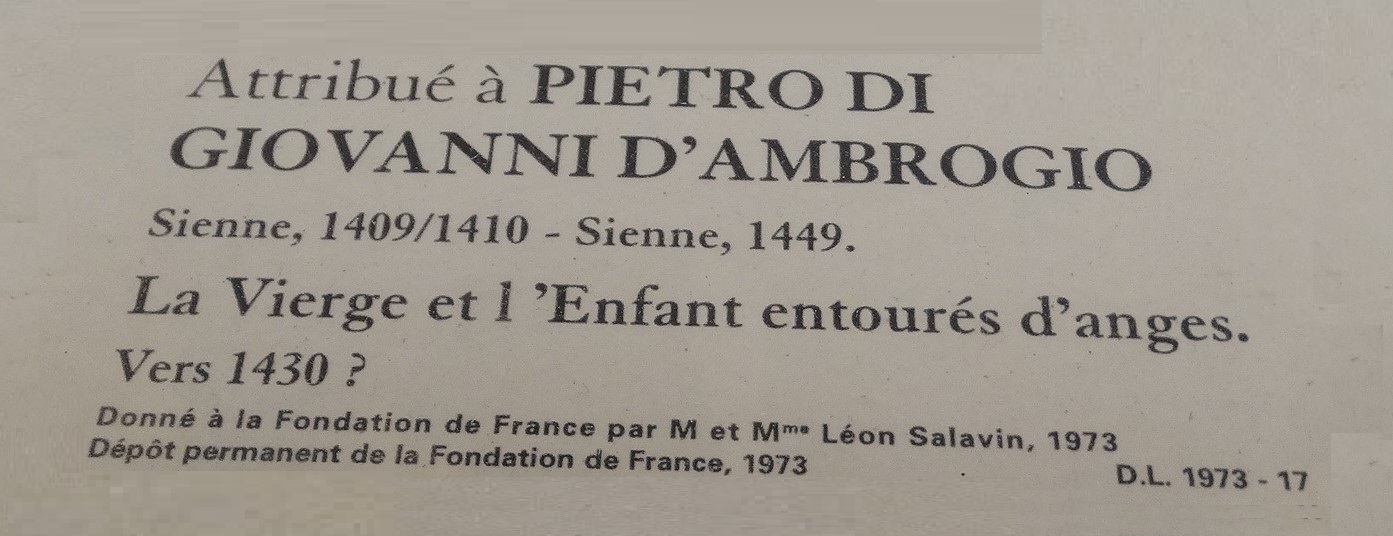 Attribué à PIETRO DI
GIOVANNI D’AMBROGIO
Sienne, 1409/1410 - Sienne, 1449.
La Vierge et l ’Enfant entourés d’anges.
Vers 1430 ?
Donné à la Fondation de France par M et Mme Léon Salavin, 1973
Dépôt permanent de la Fondation de France, 1973
D.L. 1973 - 17